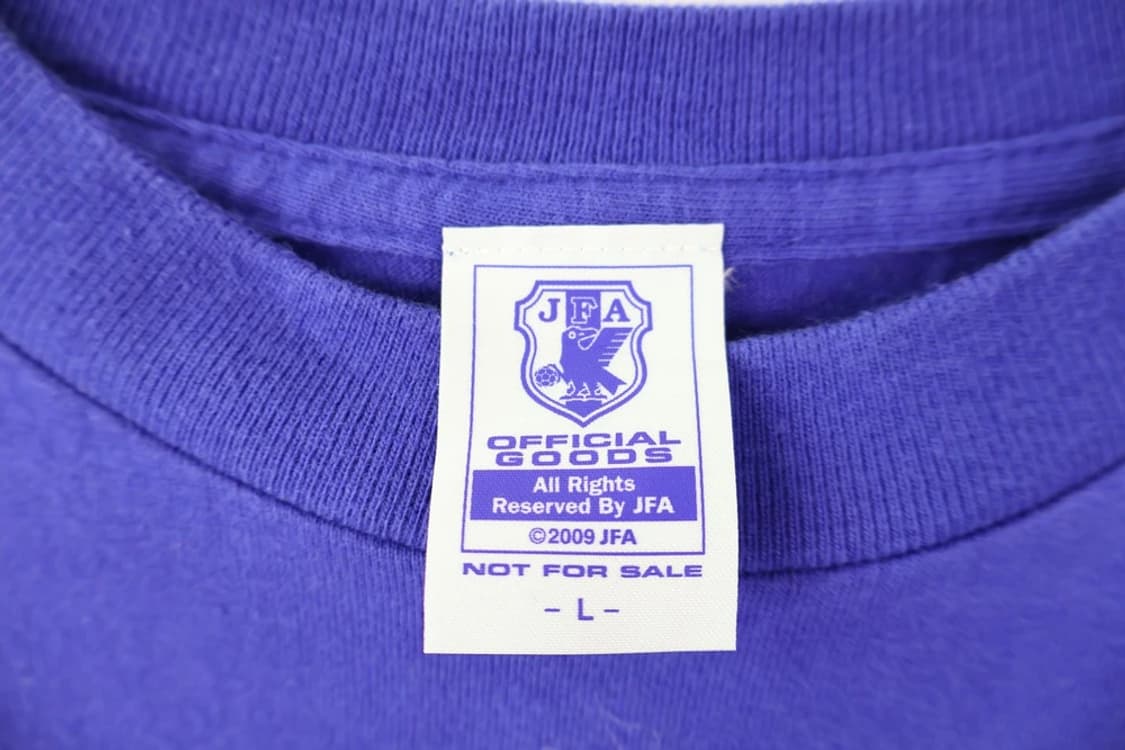 JFA
OFFICIAL
GOODS
All Rights
Reserved By JFA
©2009 JFA
NOT FOR SALE
- L -